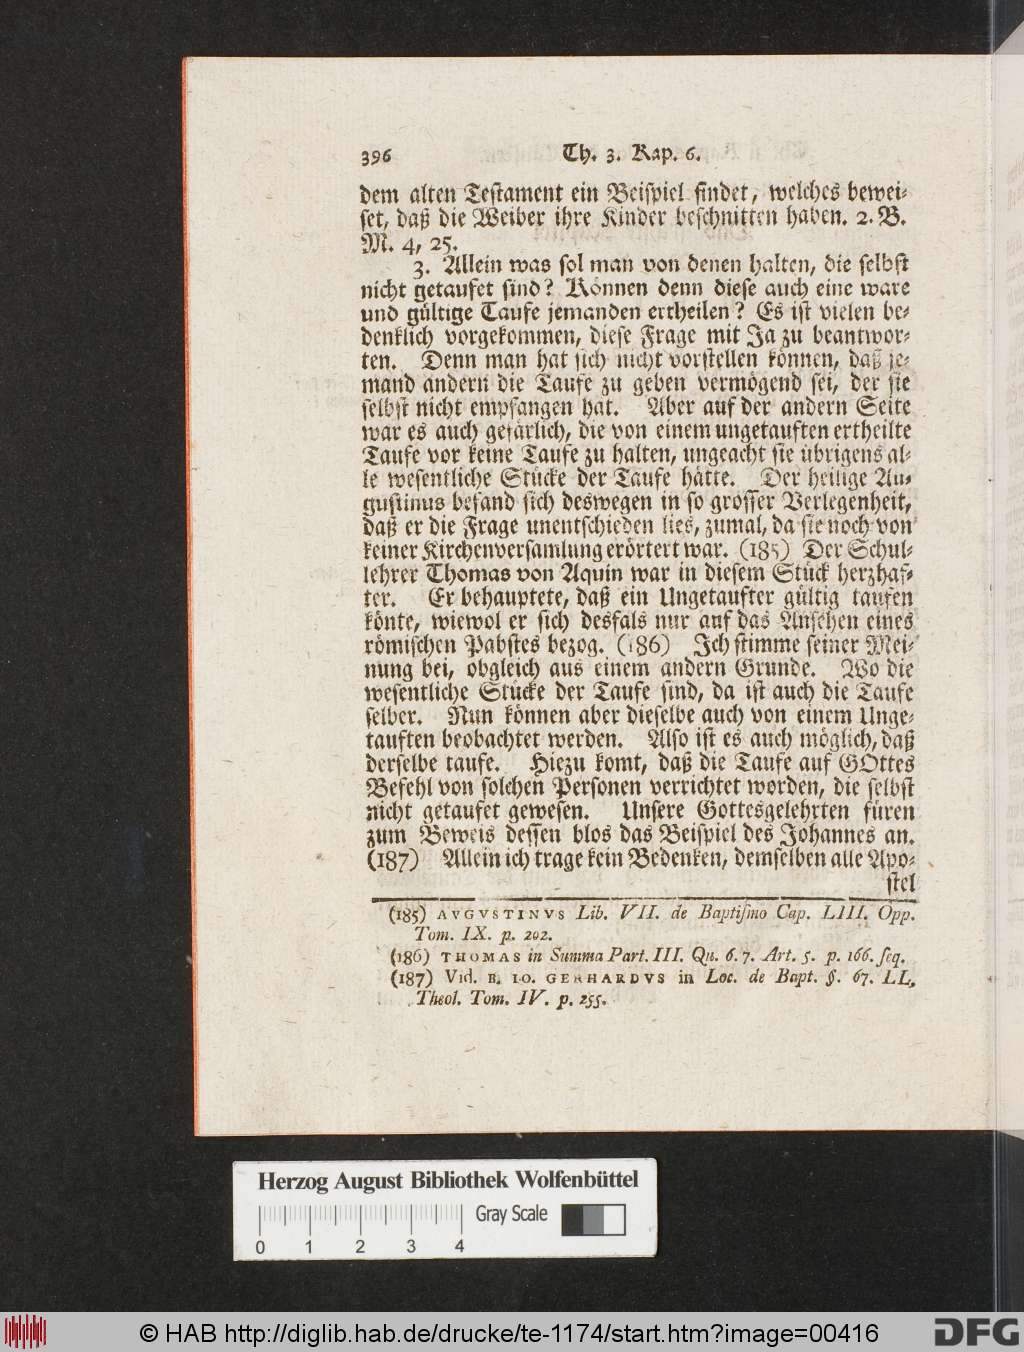 396 Th. 3. Kap. 6.
dem alten Testament ein Beispiel findet, welches bewei-
set, daß die Weiber ihre Kinder beschnitten haben. 2. B.
M. 4, 25.
3. Allein was sol man von denen halten, die selbst
nicht getaufet sind? Können denn diese auch eine ware
und gültige Taufe jemanden ertheilen? Es ist vielen be-
denklich vorgekommen, diese Frage mit Ja zu beantwor-
ten. Denn man hat sich nicht vorstellen können, daß je-
mand andern die Taufe zu geben vermögend sei, der sie
selbst nicht empfangen hat. Aber auf der andern Seite
war es auch gefärlich, die von einem ungetauften ertheilte
Taufe vor keine Taufe zu halten, ungeacht sie übrigens al-
le wesentliche Stücke der Taufe hätte. Der heilige Au-
gustinus befand sich deswegen in so grosser Verlegenheit,
daß er die Frage unentschieden lies, zumal, da sie noch von
keiner Kirchenversamlung erörtert war. (185) Der Schul-
lehrer Thomas von Aquin war in diesem Stück herzhaf-
ter. Er behauptete, daß ein Ungetaufter gültig taufen
könte, wiewol er sich desfals nur auf das Ansehen eines
römischen Pabstes bezog. (186) Ich stimme seiner Mei-
nung bei, obgleich aus einem andern Grunde. Wo die
wesentliche Stücke der Taufe sind, da ist auch die Taufe
selber. Nun können aber dieselbe auch von einem Unge-
tauften beobachtet werden. Also ist es auch möglich, daß
derselbe taufe. Hiezu komt, daß die Taufe auf GOttes
Befehl von solchen Personen verrichtet worden, die selbst
nicht getaufet gewesen. Unsere Gottesgelehrten füren
zum Beweis dessen blos das Beispiel des Johannes an.
(187) Allein ich trage kein Bedenken, demselben alle Apo-
stel
(185) AVGVSTINVS Lib. VII. de Baptismo Cap. LIII. Opp.
Tom. IX. p. 202.
(186) THOMAS in Summa Part. III. Qu. 6.7. Art. 5. p. 166. seq.
(187) Vid. B. IO. GERHARDVS in Loc. de Bapt. §. 67. LL.
Theol. Tom. IV. p. 255.
Herzog August Bibliothek Wolfenbüttel
Gray Scale
0 1 2 3 4
© HAB http://diglib.hab.de/drucke/te-1174/start.htm?image=00416
DFG